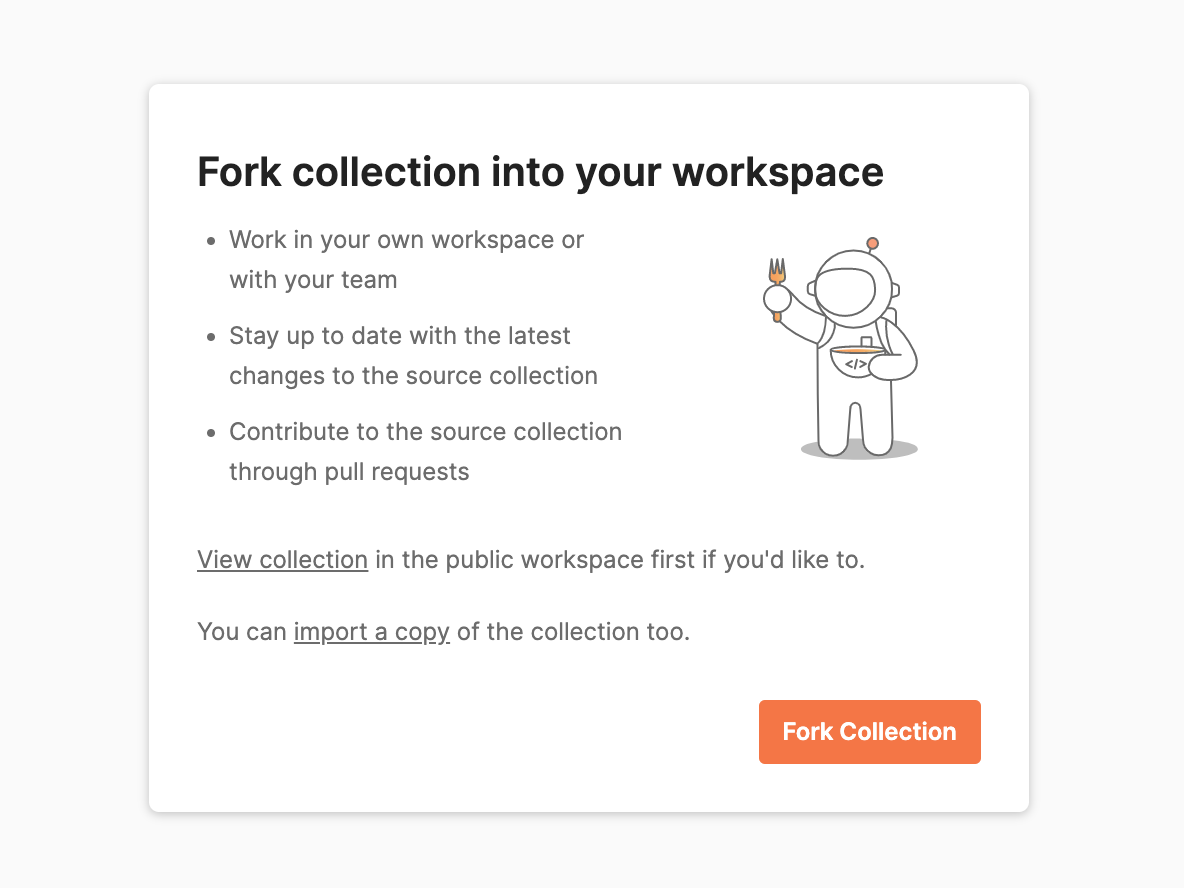 Fork collection into your workspace
Work in your own workspace or
with your team
Stay up to date with the latest
changes to the source collection
Contribute to the source collection
through pull requests
</>
View collection in the public workspace first if you'd like to.
You can import a copy of the collection too.
Fork Collection